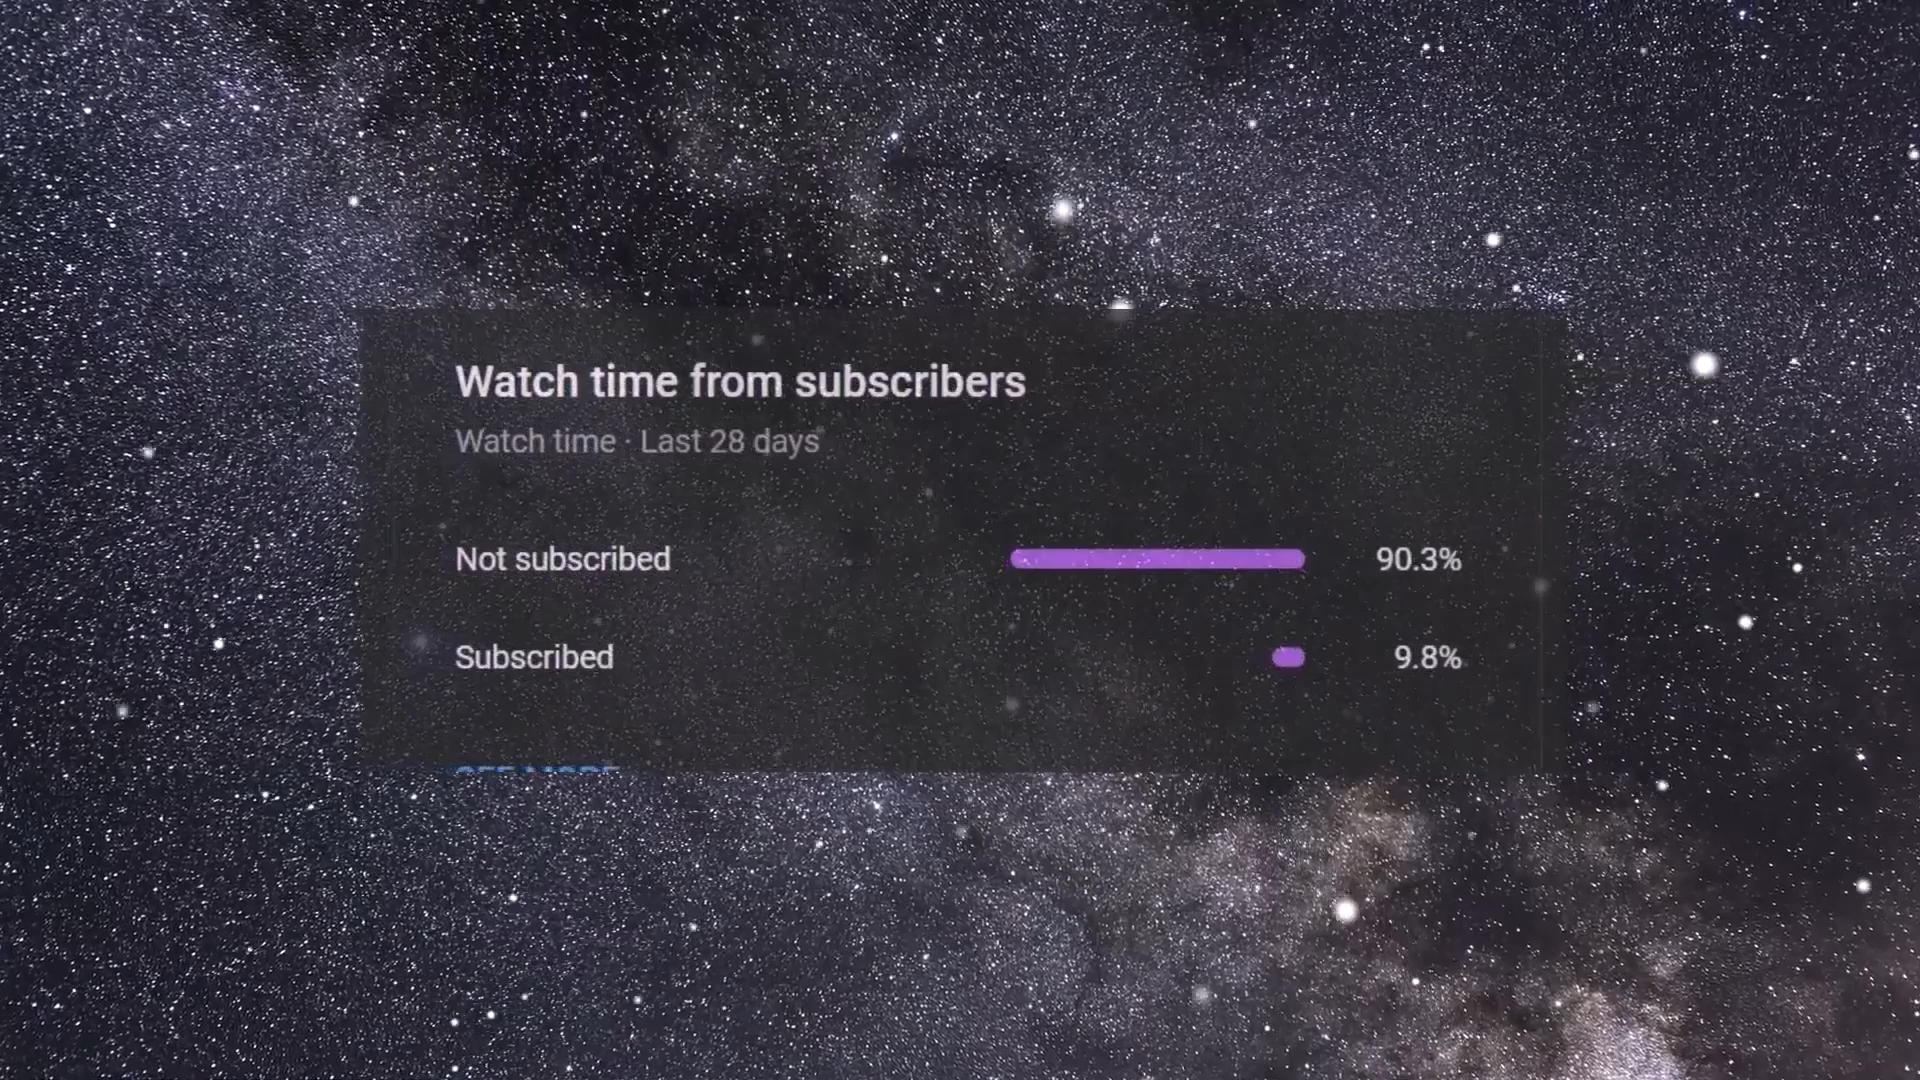 Watch time from subscribers
Watch time · Last 28 days
Not subscribed 90.3%
Subscribed 9.8%